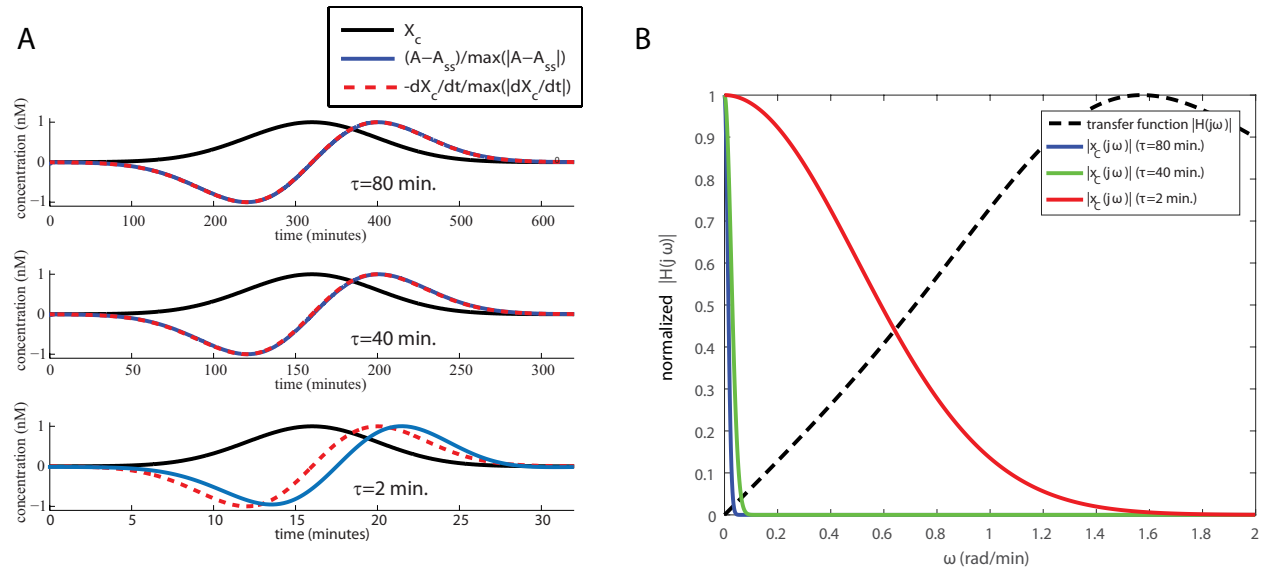 A
X_c
(A−A_ss)/max(|A−A_ss|)
-dX_c/dt/max(|dX_c/dt|)
concentration (nM)
1
0
−1
τ=80 min.
0
0 100 200 300 400 500 600
time (minutes)
concentration (nM)
1
0
−1
τ=40 min.
0 50 100 150 200 250 300
time (minutes)
concentration (nM)
1
0
−1
τ=2 min.
0 5 10 15 20 25 30
time (minutes)
B
normalized |H(jω)|
1
0.9
0.8
0.7
0.6
0.5
0.4
0.3
0.2
0.1
0
transfer function |H(jω)|
|x_C(jω)| (τ=80 min.)
|x_C(jω)| (τ=40 min.)
|x_C(jω)| (τ=2 min.)
0 0.2 0.4 0.6 0.8 1 1.2 1.4 1.6 1.8 2
ω (rad/min)